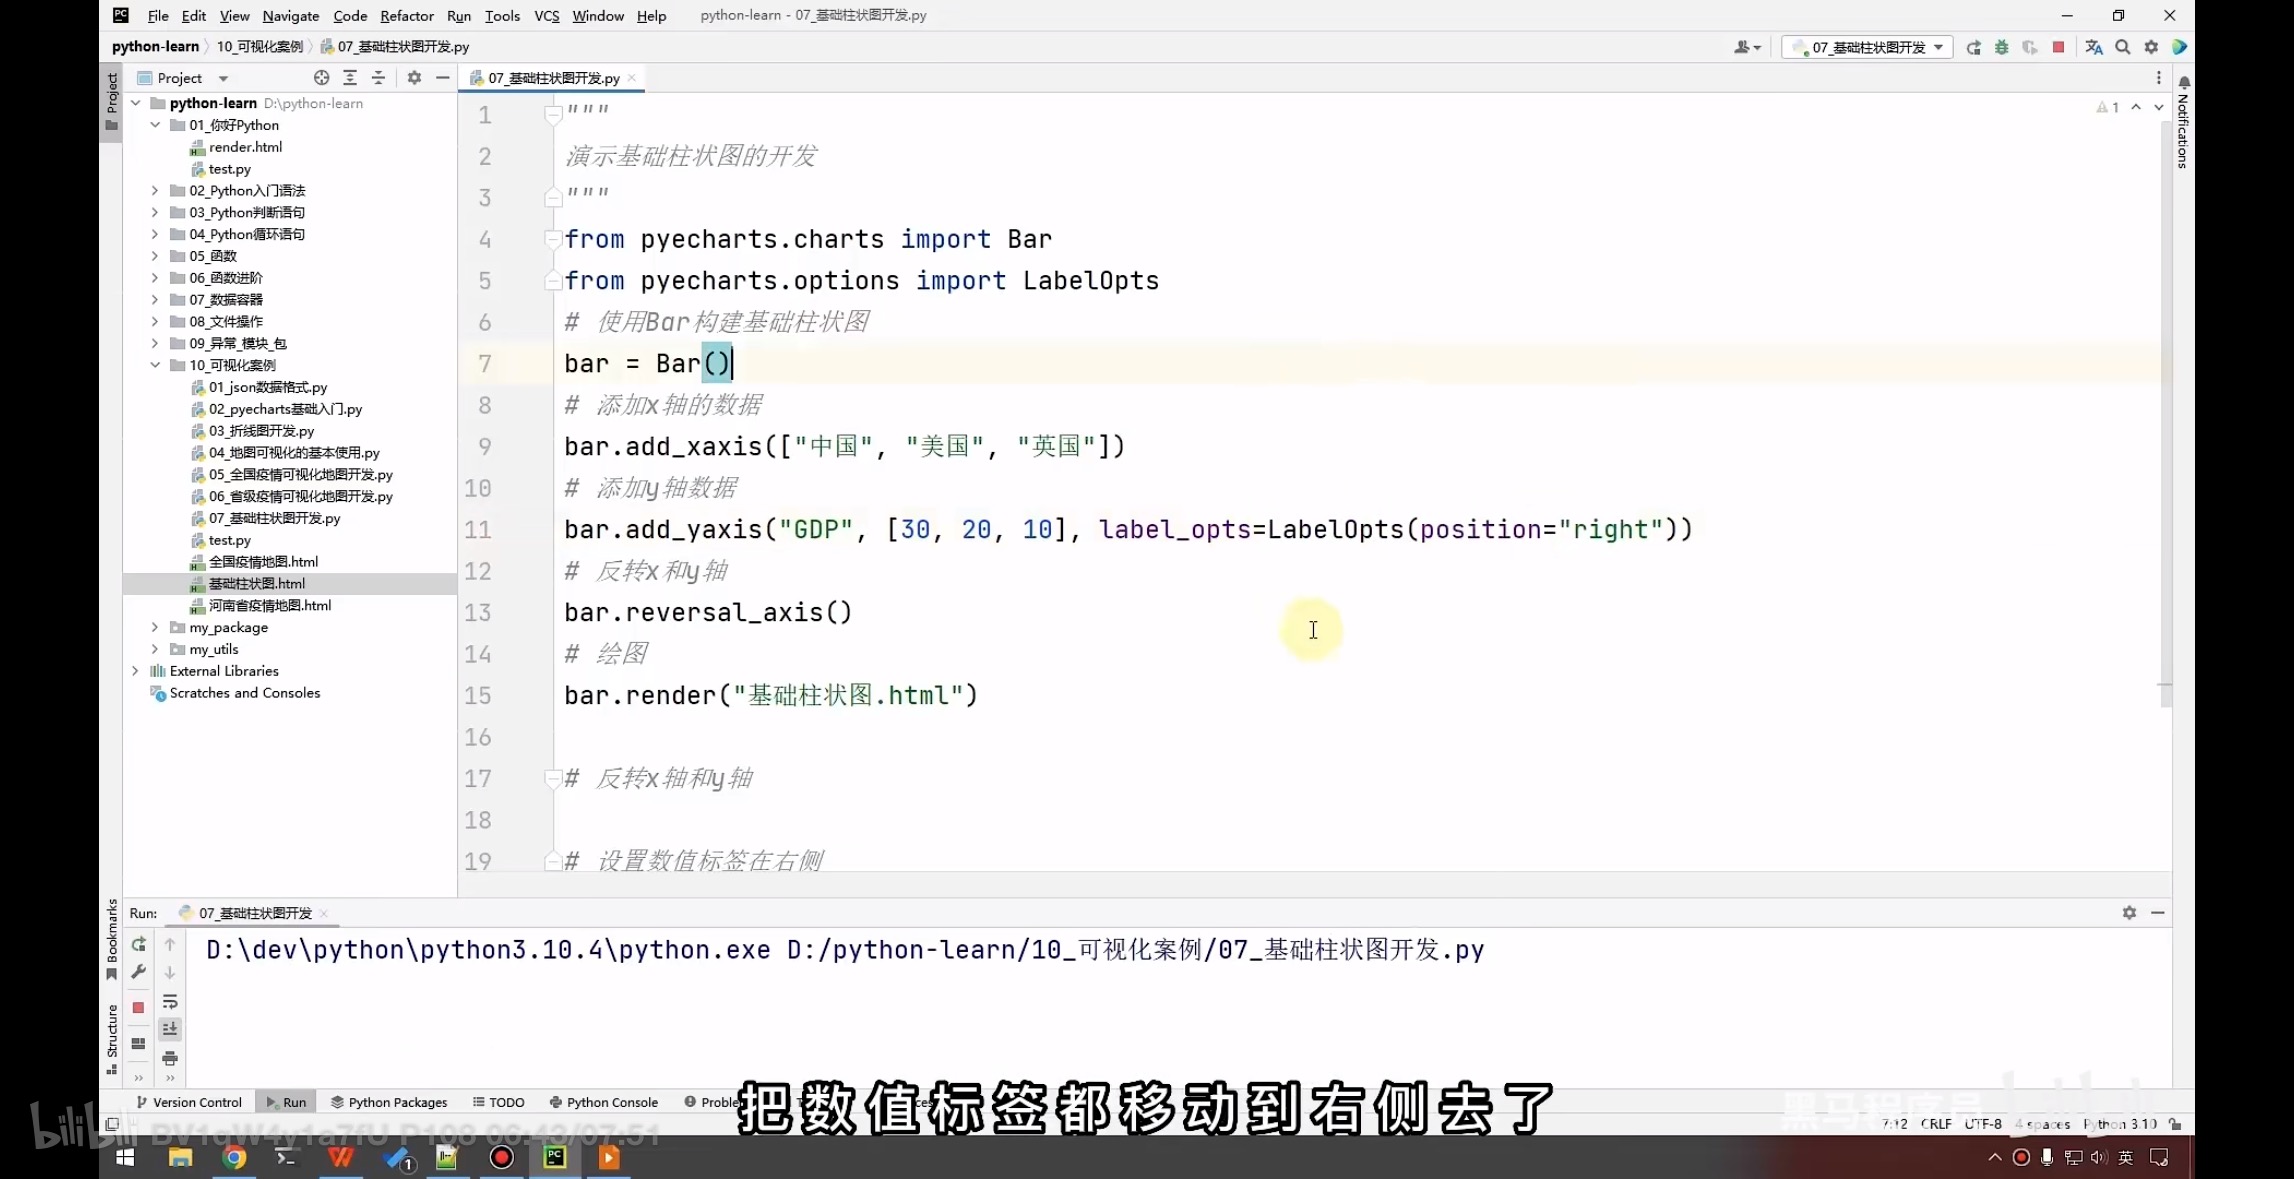 File Edit View Navigate Code Refactor Run Tools VCS Window Help python-learn - 07_基础柱状图开发.py
python-learn 10_可视化案例 07_基础柱状图开发.py 07_基础柱状图开发
Project 07_基础柱状图开发.py
Project
Notifications
python-learn D:\python-learn
01_你好Python
render.html
test.py
02_Python入门语法
03_Python判断语句
04_Python循环语句
05_函数
06_函数进阶
07_数据容器
08_文件操作
09_异常_模块_包
10_可视化案例
01_json数据格式.py
02_pyecharts基础入门.py
03_折线图开发.py
04_地图可视化的基本使用.py
05_全国疫情可视化地图开发.py
06_省级疫情可视化地图开发.py
07_基础柱状图开发.py
test.py
全国疫情地图.html
基础柱状图.html
河南省疫情地图.html
my_package
my_utils
External Libraries
Scratches and Consoles
1 """
1
2 演示基础柱状图的开发
3 """
4 from pyecharts.charts import Bar
5 from pyecharts.options import LabelOpts
6 # 使用Bar构建基础柱状图
7 bar = Bar()
8 # 添加x轴的数据
9 bar.add_xaxis(["中国", "美国", "英国"])
10 # 添加y轴数据
11 bar.add_yaxis("GDP", [30, 20, 10], label_opts=LabelOpts(position="right"))
12 # 反转x和y轴
13 bar.reversal_axis()
14 # 绘图
15 bar.render("基础柱状图.html")
16
17 # 反转x轴和y轴
18
19 # 设置数值标签在右侧
Bookmarks
Structure
Run: 07_基础柱状图开发
D:\dev\python\python3.10.4\python.exe D:/python-learn/10_可视化案例/07_基础柱状图开发.py
Version Control Run Python Packages TODO Python Console
把数值标签都移动到右侧去了
黑马程序员
bilibili BV1qW4y1a7fU P108 06:43/07:51
7:12 CRLF UTF-8 4 spaces Python 3.10
英